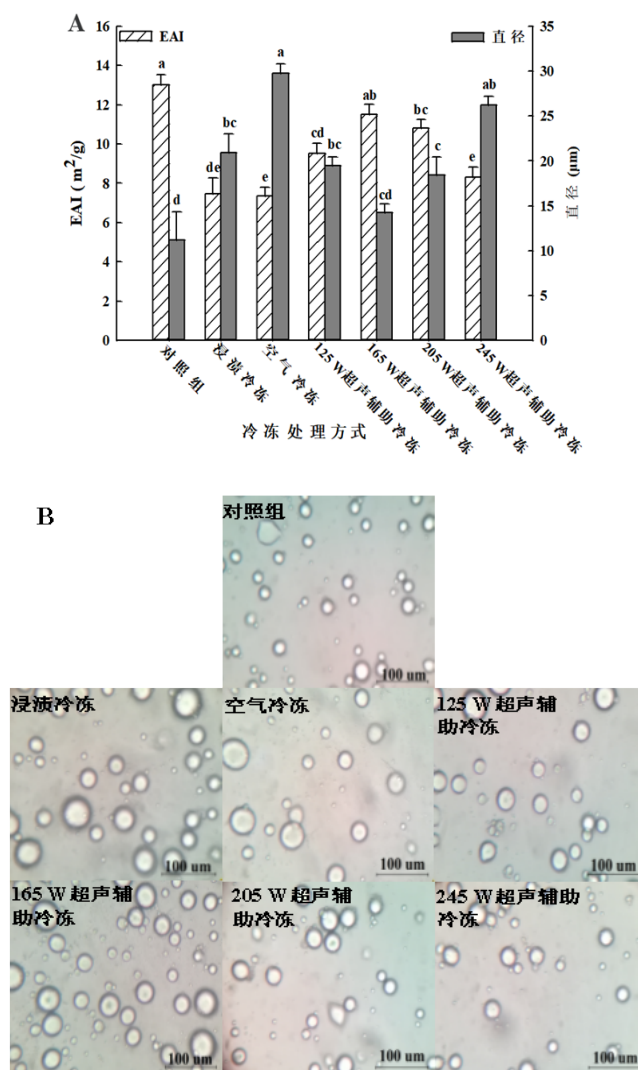 A
EAI
直径
16
14
12
10
8
6
4
2
0
EAI ( m²/g)
35
30
25
20
15
10
5
0
直径 (μm)
a
d
de
bc
e
a
cd
bc
ab
cd
bc
c
e
ab
对照组
浸渍冷冻
空气冷冻
125 W超声辅助冷冻
165 W超声辅助冷冻
205 W超声辅助冷冻
245 W超声辅助冷冻
冷冻处理方式
B
对照组
100 um
浸渍冷冻
100 um
空气冷冻
100 um
125 W 超声辅
助冷冻
100 um
165 W 超声辅
助冷冻
100 um
205 W 超声辅
助冷冻
100 um
245 W 超声辅助
冷冻
100 um